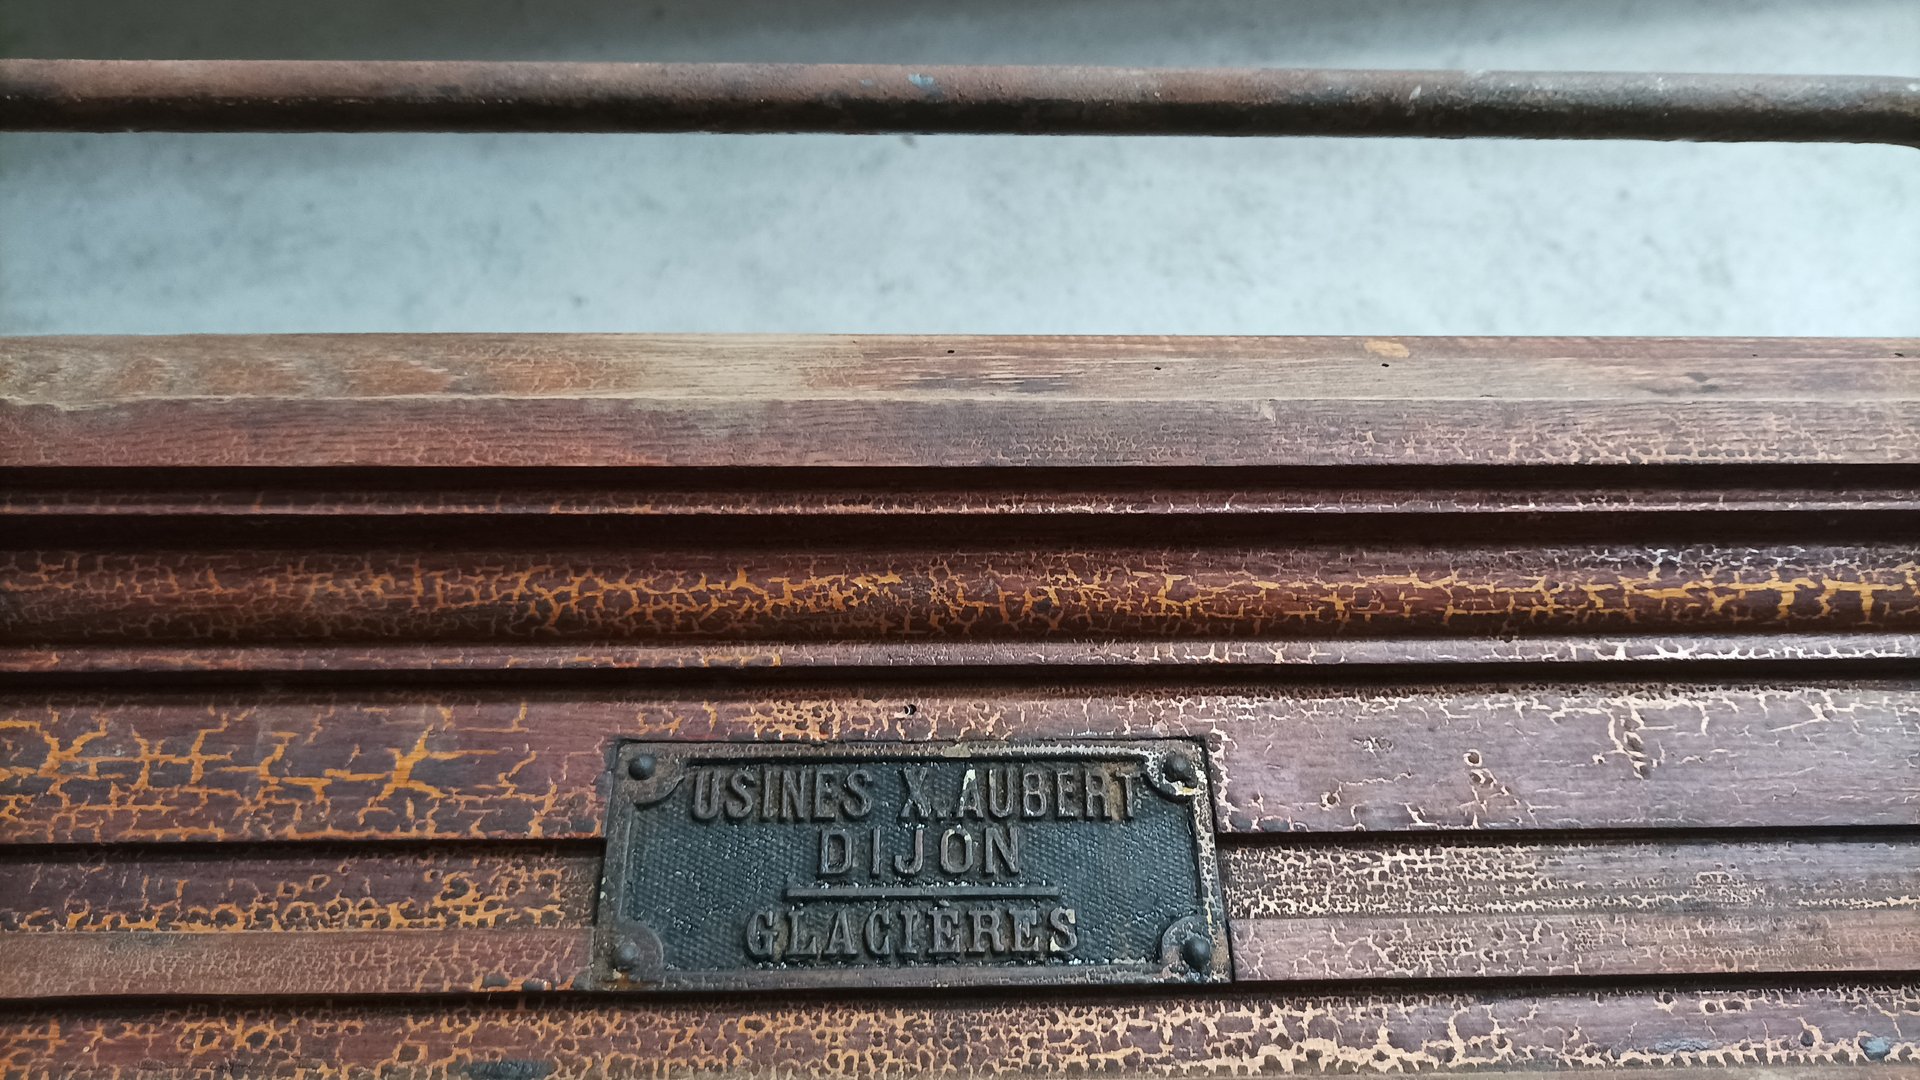 USINES X. AUBERT
DIJON
GLACIÈRES